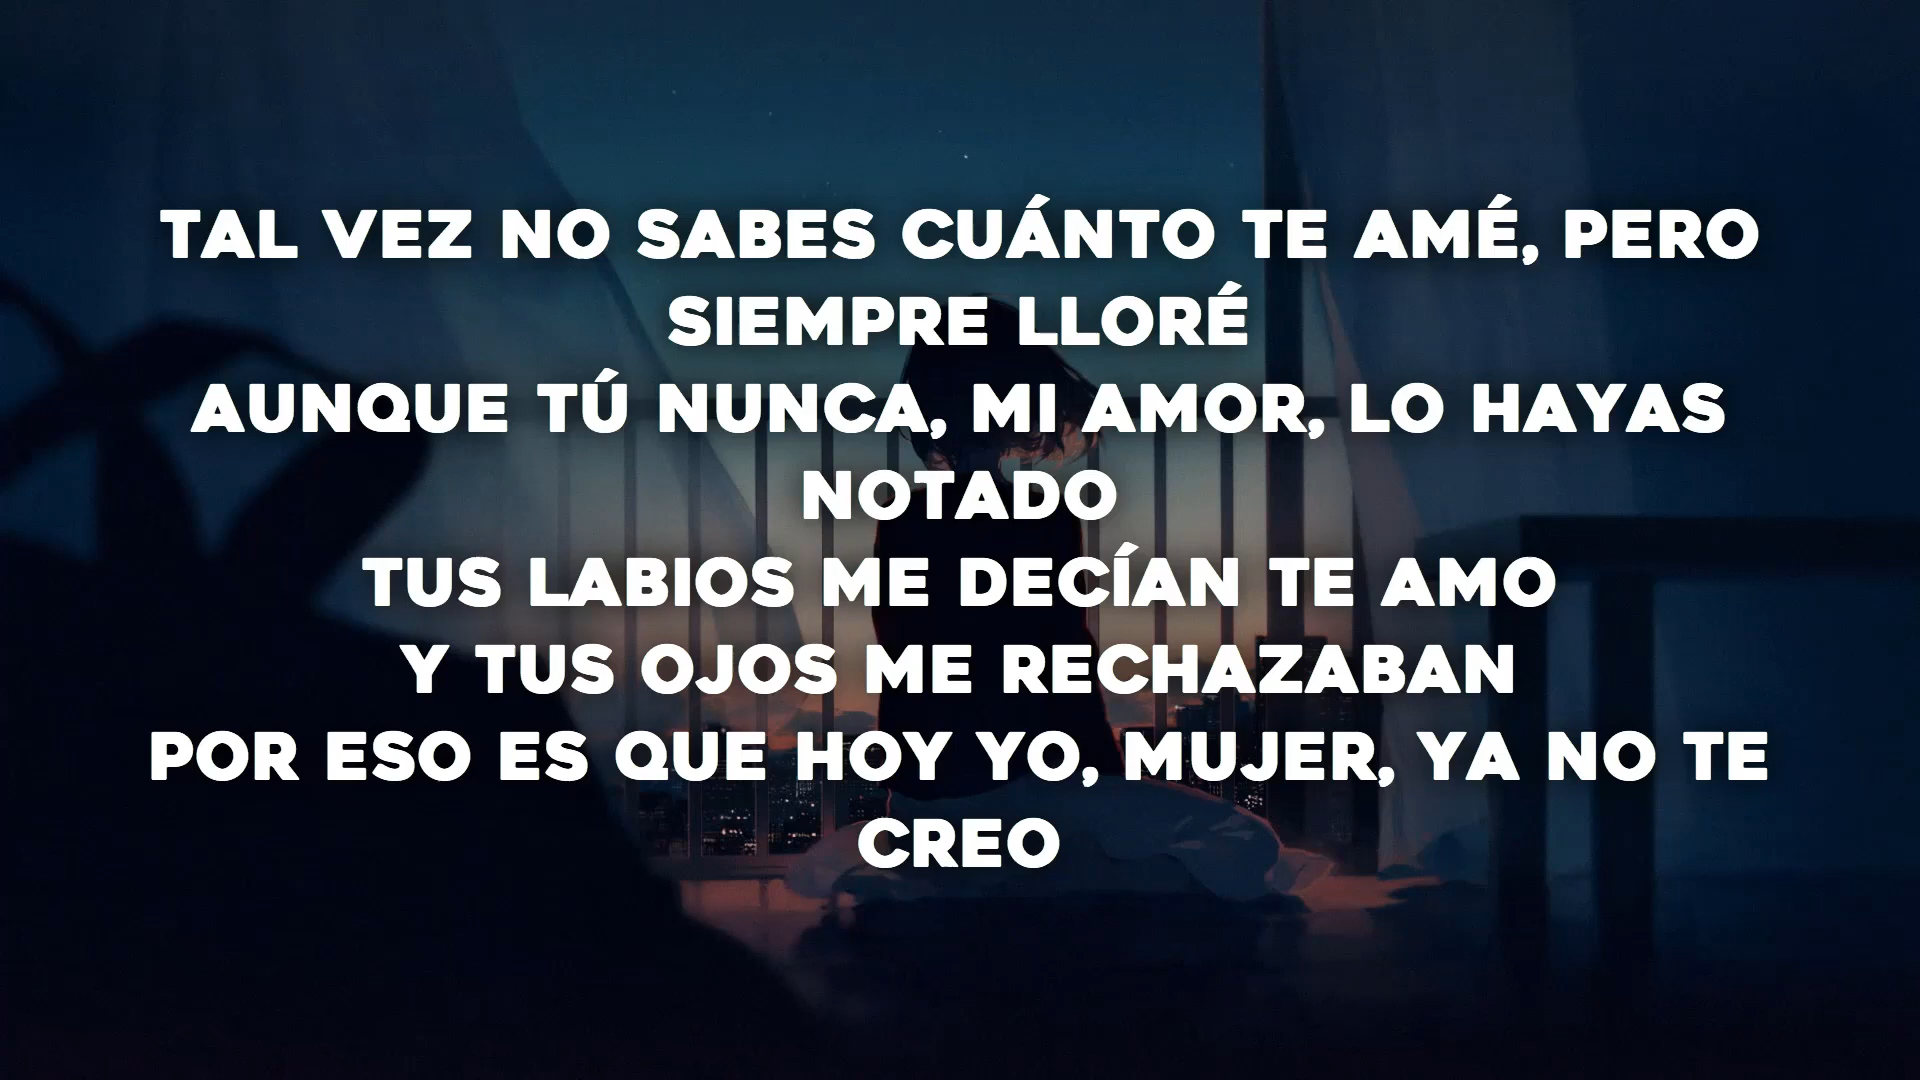 TAL VEZ NO SABES CUÁNTO TE AMÉ, PERO
SIEMPRE LLORÉ
AUNQUE TÚ NUNCA, MI AMOR, LO HAYAS
NOTADO
TUS LABIOS ME DECÍAN TE AMO
Y TUS OJOS ME RECHAZABAN
POR ESO ES QUE HOY YO, MUJER, YA NO TE
CREO